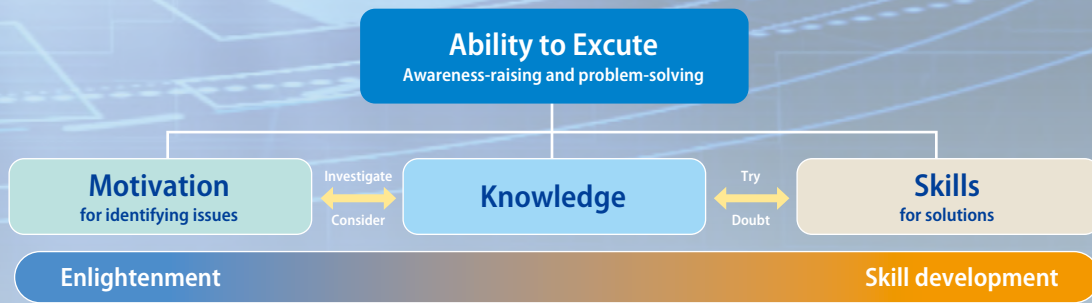 Ability to Excute
Awareness-raising and problem-solving
Motivation
for identifying issues
Investigate
Consider
Knowledge
Try
Doubt
Skills
for solutions
Enlightenment
Skill development